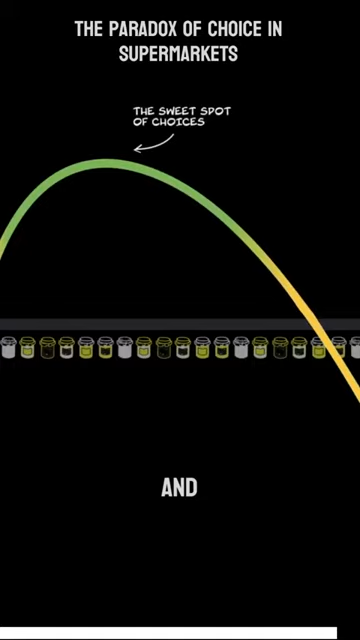 THE PARADOX OF CHOICE IN
SUPERMARKETS
THE SWEET SPOT
OF CHOICES
AND